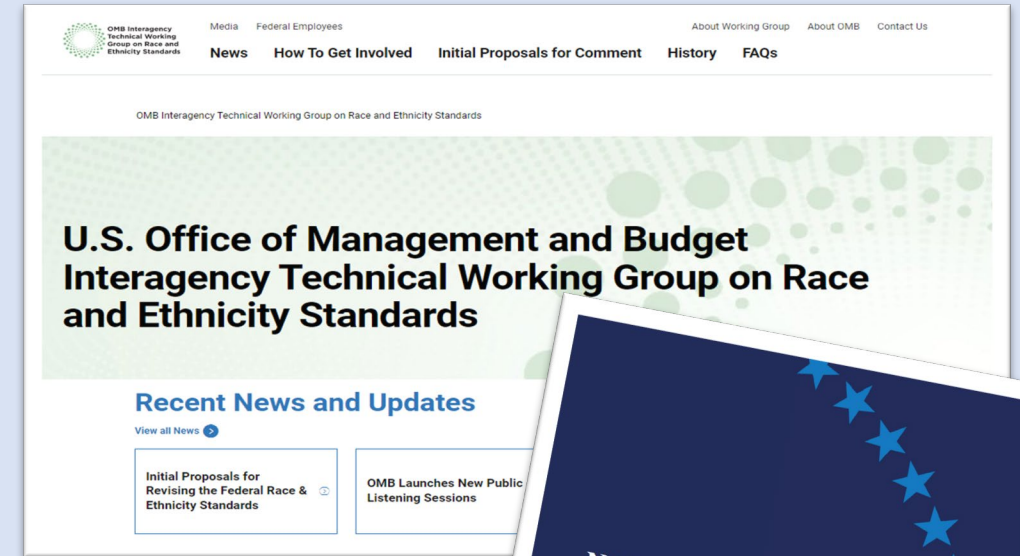 OMB Interagency
Technical Working
Group on Race and
Ethnicity Standards
Media Federal Employees
About Working Group About OMB Contact Us
News How To Get Involved Initial Proposals for Comment History FAQs
OMB Interagency Technical Working Group on Race and Ethnicity Standards
U.S. Office of Management and Budget
Interagency Technical Working Group on Race
and Ethnicity Standards
Recent News and Updates
View all News
Initial Proposals for
Revising the Federal Race &
Ethnicity Standards
OMB Launches New Public
Listening Sessions